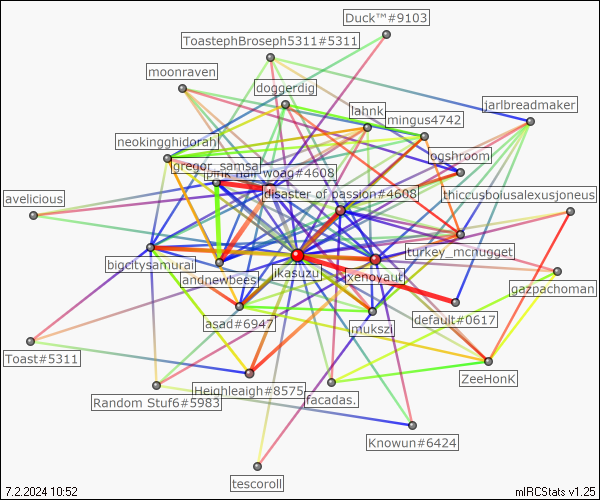 Duck™#9103
ToastephBroseph5311#5311
moonraven
doggerdig
jarlbreadmaker
lahnk
mingus4742
neokingghidorah
ogshroom
gregor_samsa
woag#4608
disaster of passion#4608
thiccusboiusalexusjoneus
avelicious
turkey_mcnugget
bigcitysamurai
jkasuzu
xenoyaut
andnewbees
gazpachoman
asad#6947
mukszi
default#0617
Toast#5311
ZeeHonK
Heighleaigh#8575
Random Stuf6#5983
facadas.
Knowun#6424
tescoroll
7.2.2024 10:52
mIRCStats v1.25